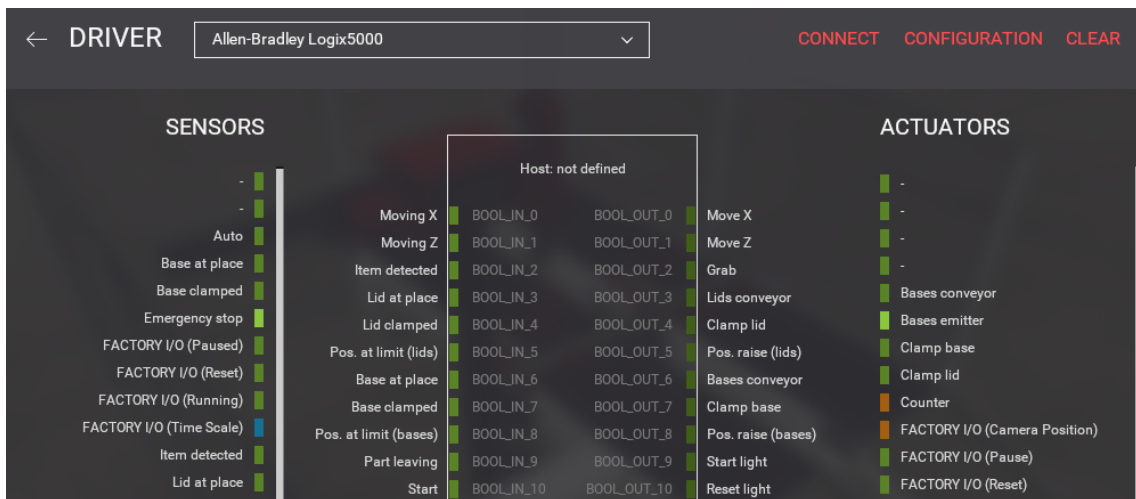 ← DRIVER Allen-Bradley Logix5000 CONNECT CONFIGURATION CLEAR
SENSORS
-
-
Auto
Base at place
Base clamped
Emergency stop
FACTORY I/O (Paused)
FACTORY I/O (Reset)
FACTORY I/O (Running)
FACTORY I/O (Time Scale)
Item detected
Lid at place
Host: not defined
Moving X BOOL_IN_0 BOOL_OUT_0 Move X
Moving Z BOOL_IN_1 BOOL_OUT_1 Move Z
Item detected BOOL_IN_2 BOOL_OUT_2 Grab
Lid at place BOOL_IN_3 BOOL_OUT_3 Lids conveyor
Lid clamped BOOL_IN_4 BOOL_OUT_4 Clamp lid
Pos. at limit (lids) BOOL_IN_5 BOOL_OUT_5 Pos. raise (lids)
Base at place BOOL_IN_6 BOOL_OUT_6 Bases conveyor
Base clamped BOOL_IN_7 BOOL_OUT_7 Clamp base
Pos. at limit (bases) BOOL_IN_8 BOOL_OUT_8 Pos. raise (bases)
Part leaving BOOL_IN_9 BOOL_OUT_9 Start light
Start BOOL_IN_10 BOOL_OUT_10 Reset light
ACTUATORS
-
-
-
-
Bases conveyor
Bases emitter
Clamp base
Clamp lid
Counter
FACTORY I/O (Camera Position)
FACTORY I/O (Pause)
FACTORY I/O (Reset)